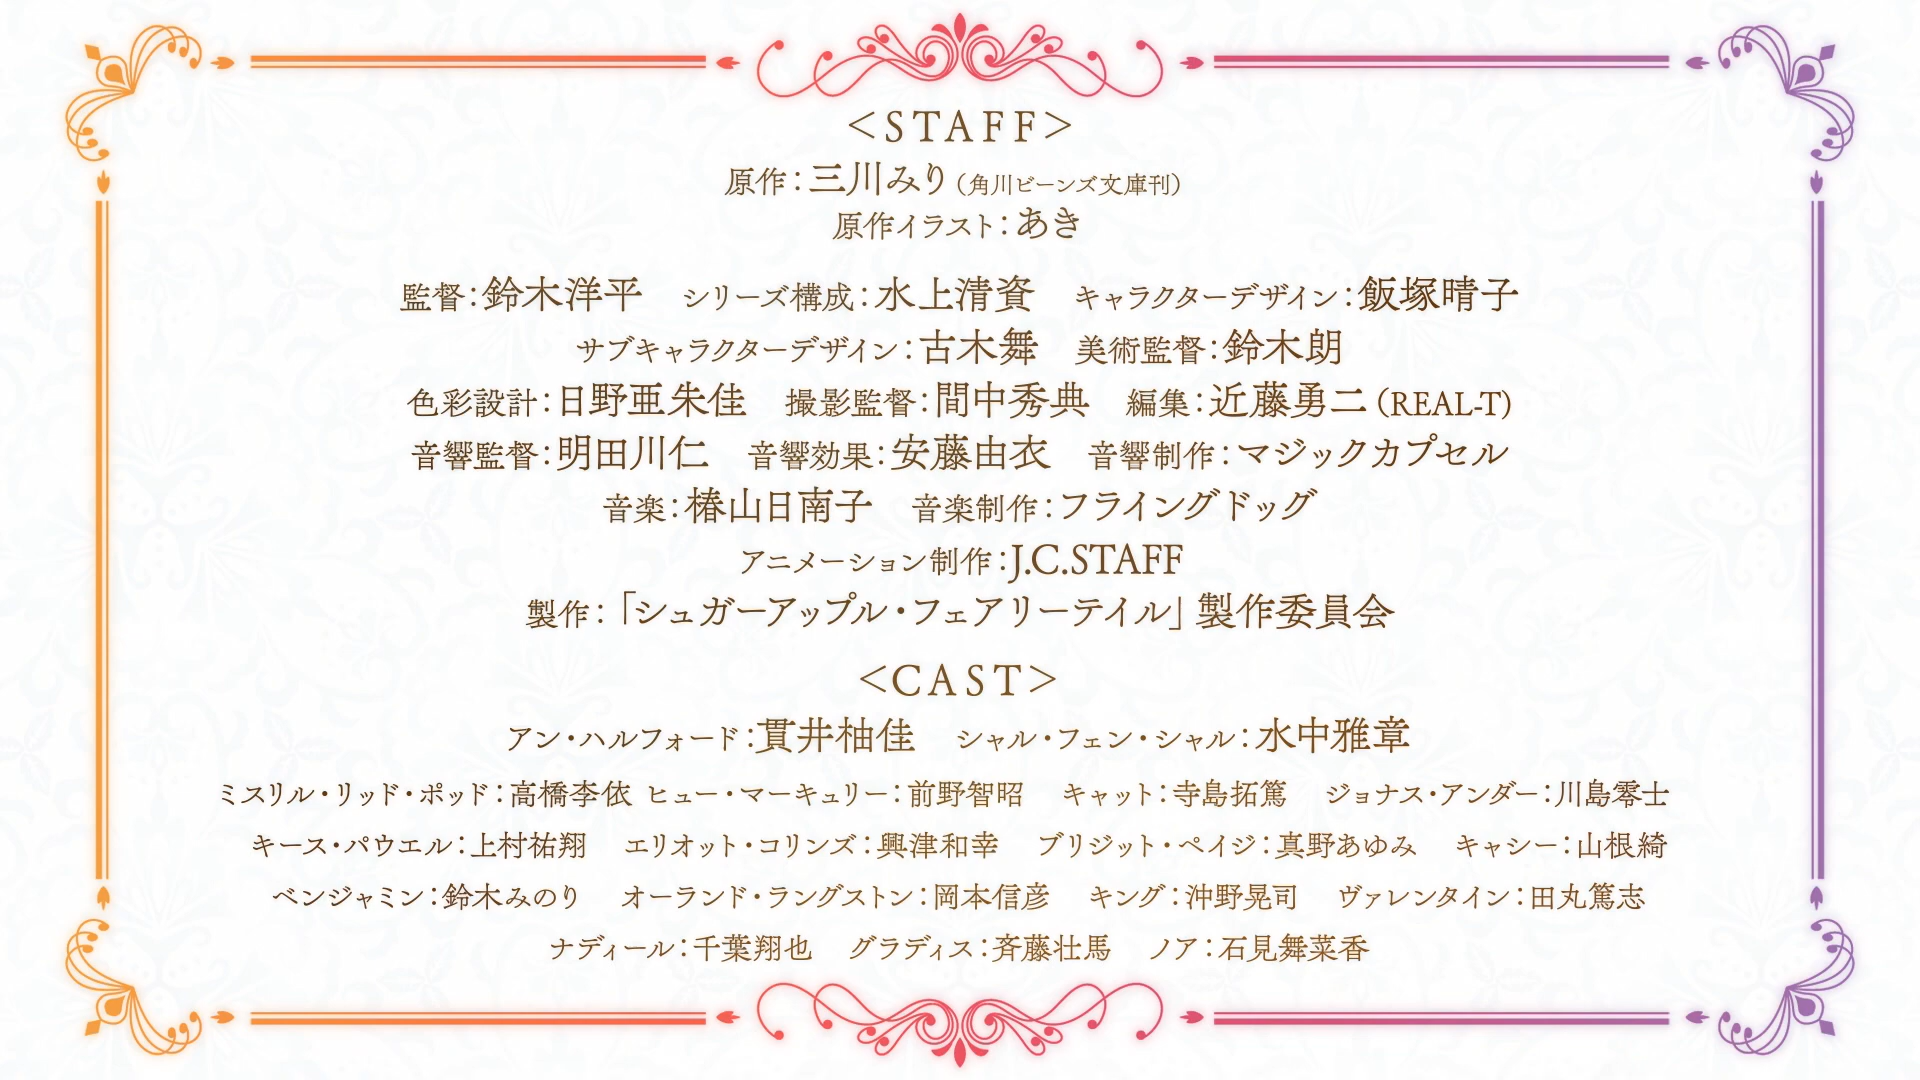 <STAFF>
原作：三川みり（角川ビーンズ文庫刊）
原作イラスト：あき
監督：鈴木洋平　シリーズ構成：水上清資　キャラクターデザイン：飯塚晴子
サブキャラクターデザイン：古木舞　美術監督：鈴木朗
色彩設計：日野亜朱佳　撮影監督：間中秀典　編集：近藤勇二（REAL-T）
音響監督：明田川仁　音響効果：安藤由衣　音響制作：マジックカプセル
音楽：椿山日南子　音楽制作：フライングドッグ
アニメーション制作：J.C.STAFF
製作：「シュガーアップル・フェアリーテイル」製作委員会
<CAST>
アン・ハルフォード：貫井柚佳　シャル・フェン・シャル：水中雅章
ミスリル・リッド・ポッド：高橋李依　ヒュー・マーキュリー：前野智昭　キャット：寺島拓篤　ジョナス・アンダー：川島零士
キース・パウエル：上村祐翔　エリオット・コリンズ：興津和幸　ブリジット・ペイジ：真野あゆみ　キャシー：山根綺
ベンジャミン：鈴木みのり　オーランド・ラングストン：岡本信彦　キング：沖野晃司　ヴァレンタイン：田丸篤志
ナディール：千葉翔也　グラディス：斉藤壮馬　ノア：石見舞菜香